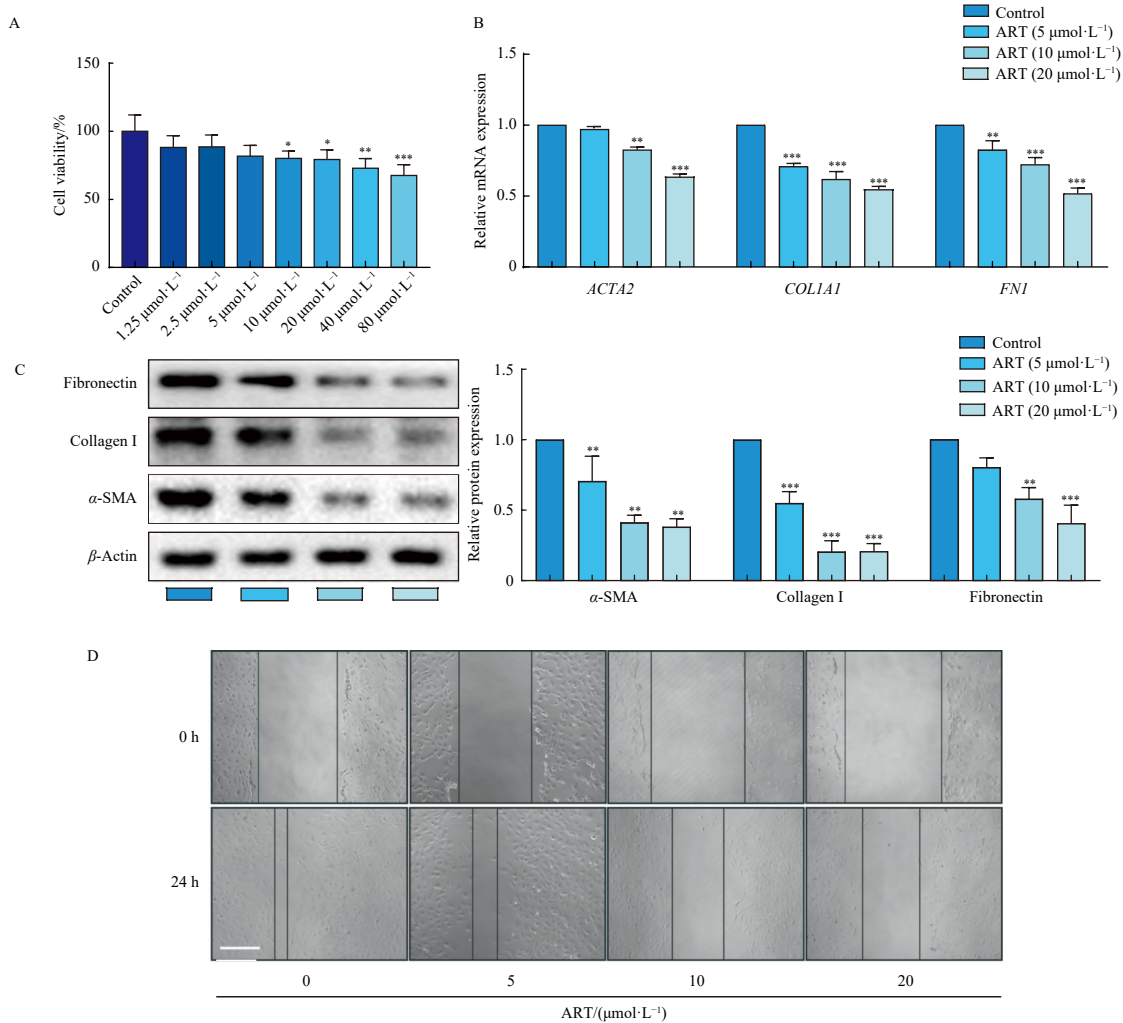 A
Cell viability/%
150
100
50
0
*
*
**
***
Control
1.25 μmol·L⁻¹
2.5 μmol·L⁻¹
5 μmol·L⁻¹
10 μmol·L⁻¹
20 μmol·L⁻¹
40 μmol·L⁻¹
80 μmol·L⁻¹
B
Control
ART (5 μmol·L⁻¹)
ART (10 μmol·L⁻¹)
ART (20 μmol·L⁻¹)
Relative mRNA expression
1.5
1.0
0.5
0
**
***
***
***
***
**
***
***
ACTA2
COL1A1
FN1
C
Fibronectin
Collagen I
α-SMA
β-Actin
Control
ART (5 μmol·L⁻¹)
ART (10 μmol·L⁻¹)
ART (20 μmol·L⁻¹)
Relative protein expression
1.5
1.0
0.5
0
**
**
**
***
***
***
**
***
α-SMA
Collagen I
Fibronectin
D
0 h
24 h
0
5
10
20
ART/(μmol·L⁻¹)